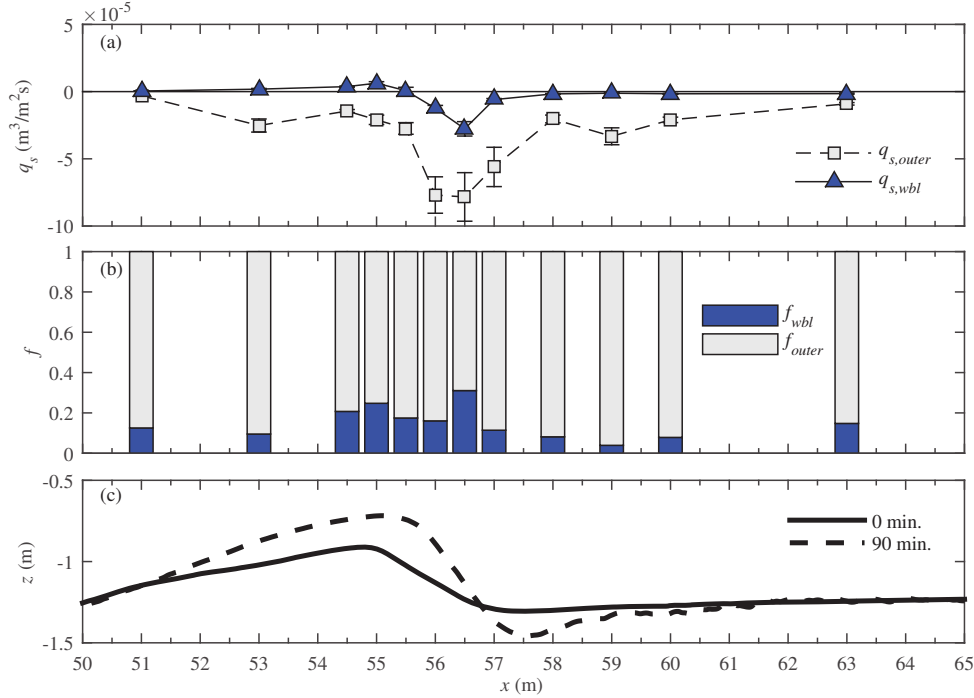 ×10⁻⁵
(a)
5
0
-5
-10
q_s (m³/m²s)
q_s,outer
q_s,wbl
(b)
1
0.8
0.6
0.4
0.2
0
f
f_wbl
f_outer
(c)
-0.5
-1
-1.5
z (m)
0 min.
90 min.
50 51 52 53 54 55 56 57 58 59 60 61 62 63 64 65
x (m)